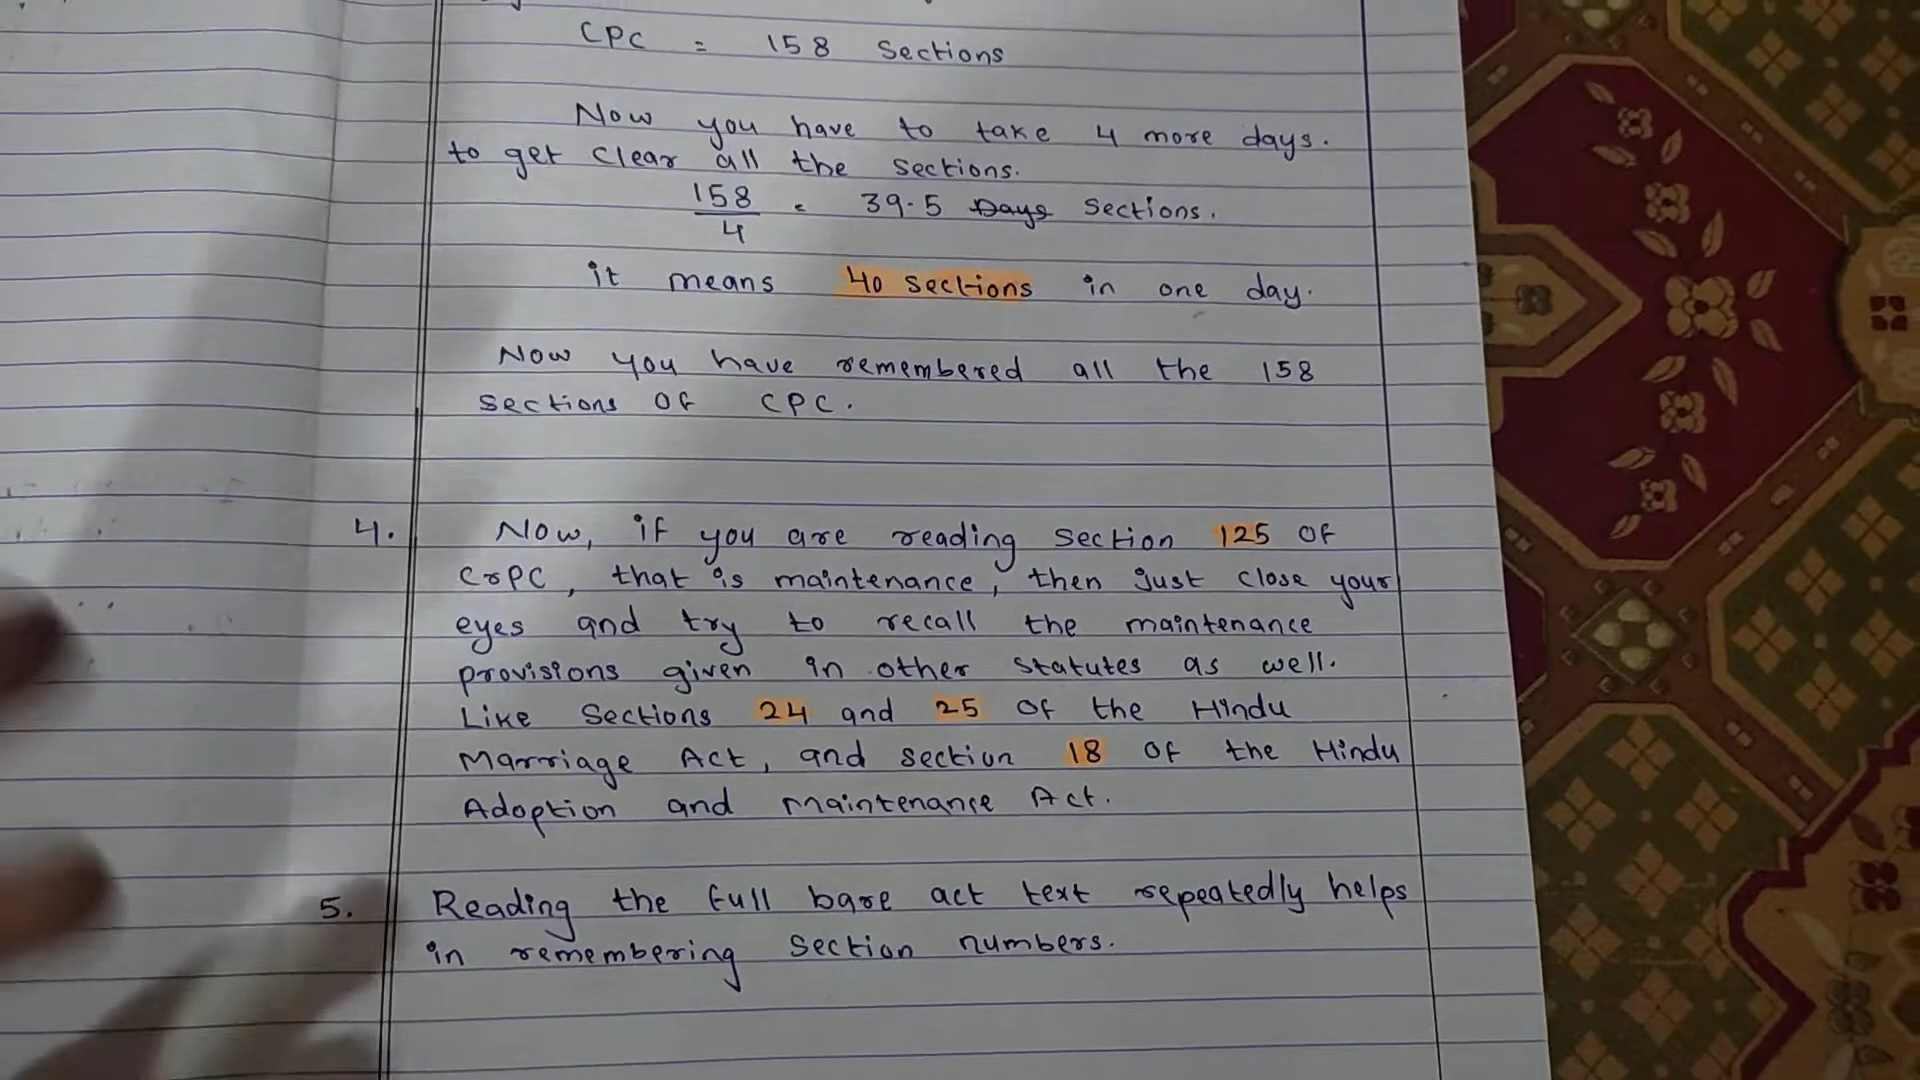 CPC = 158 Sections
Now you have to take 4 more days.
to get clear all the sections.
158
4
= 39.5 Days Sections.
it means 40 sections in one day.
Now you have remembered all the 158
sections of CPC.
4. Now, if you are reading section 125 of
CrPC, that is maintenance, then just close your
eyes and try to recall the maintenance
provisions given in other statutes as well.
Like Sections 24 and 25 of the Hindu
Marriage Act, and section 18 of the Hindu
Adoption and maintenance Act.
5. Reading the full bare act text repeatedly helps
in remembering section numbers.